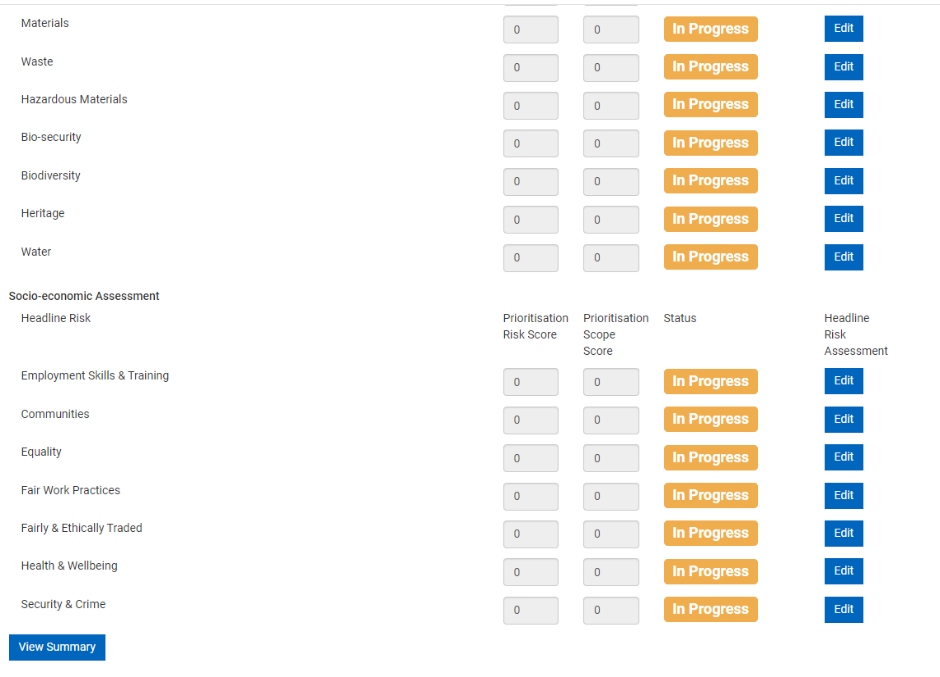 Materials 0 0 In Progress Edit
Waste 0 0 In Progress Edit
Hazardous Materials 0 0 In Progress Edit
Bio-security 0 0 In Progress Edit
Biodiversity 0 0 In Progress Edit
Heritage 0 0 In Progress Edit
Water 0 0 In Progress Edit
Socio-economic Assessment
Headline Risk Prioritisation Prioritisation Status Headline
Risk Score Scope Risk
Score Assessment
Employment Skills & Training 0 0 In Progress Edit
Communities 0 0 In Progress Edit
Equality 0 0 In Progress Edit
Fair Work Practices 0 0 In Progress Edit
Fairly & Ethically Traded 0 0 In Progress Edit
Health & Wellbeing 0 0 In Progress Edit
Security & Crime 0 0 In Progress Edit
View Summary